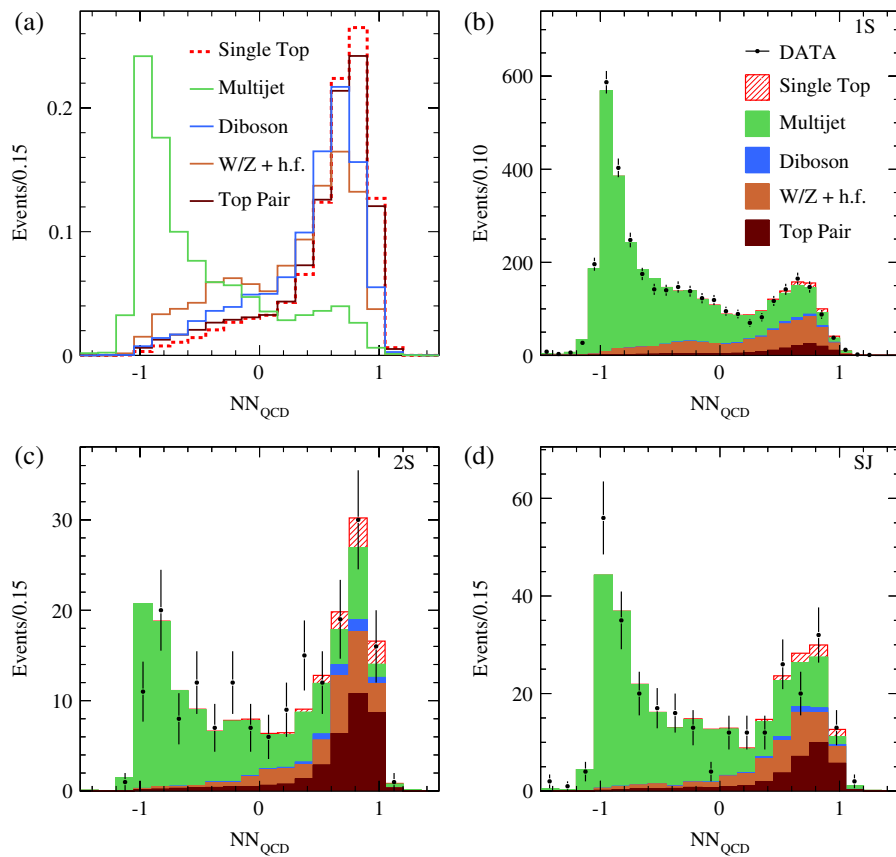 (a)
Events/0.15
0
0.1
0.2
Single Top
Multijet
Diboson
W/Z + h.f.
Top Pair
-1
0
1
NN_QCD
(b)
1S
Events/0.10
0
200
400
600
DATA
Single Top
Multijet
Diboson
W/Z + h.f.
Top Pair
-1
0
1
NN_QCD
(c)
2S
Events/0.15
0
10
20
30
-1
0
1
NN_QCD
(d)
SJ
Events/0.15
0
20
40
60
-1
0
1
NN_QCD